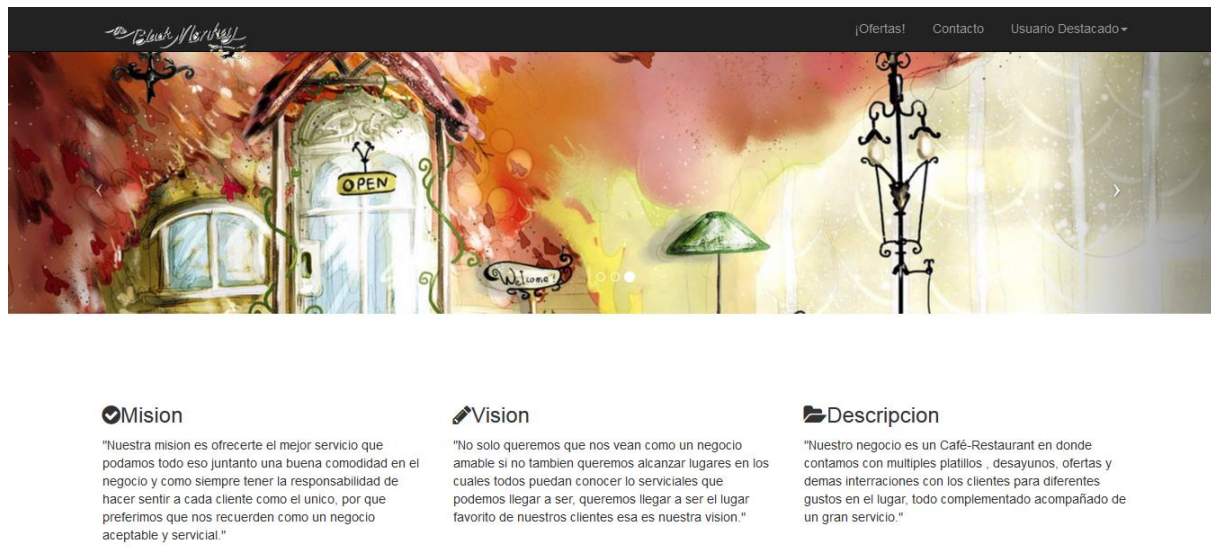 The Black Monkey
¡Ofertas!
Contacto
Usuario Destacado
OPEN
Welcome!
Mision
"Nuestra mision es ofrecerte el mejor servicio que
podamos todo eso juntanto una buena comodidad en el
negocio y como siempre tener la responsabilidad de
hacer sentir a cada cliente como el unico, por que
preferimos que nos recuerden como un negocio
aceptable y servicial."
Vision
"No solo queremos que nos vean como un negocio
amable si no tambien queremos alcanzar lugares en los
cuales todos puedan conocer lo serviciales que
podemos llegar a ser, queremos llegar a ser el lugar
favorito de nuestros clientes esa es nuestra vision."
Descripcion
"Nuestro negocio es un Café-Restaurant en donde
contamos con multiples platillos , desayunos, ofertas y
demas interraciones con los clientes para diferentes
gustos en el lugar, todo complementado acompañado de
un gran servicio."